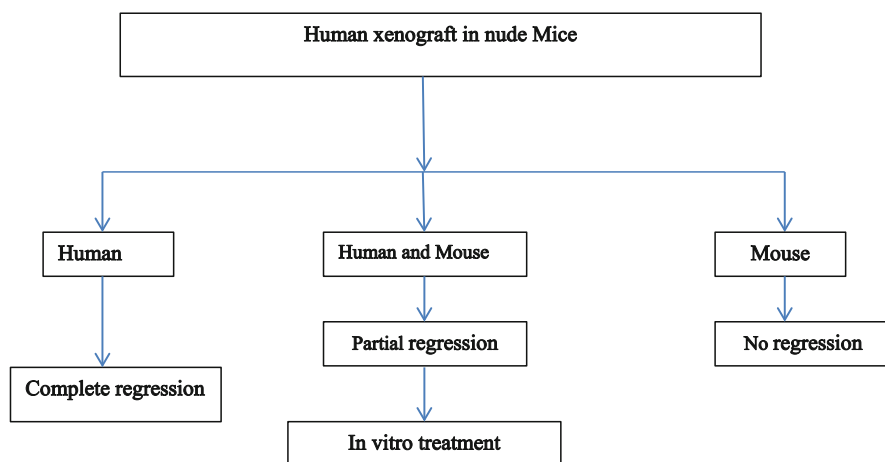 Human xenograft in nude Mice
Human
Human and Mouse
Mouse
Partial regression
No regression
Complete regression
In vitro treatment